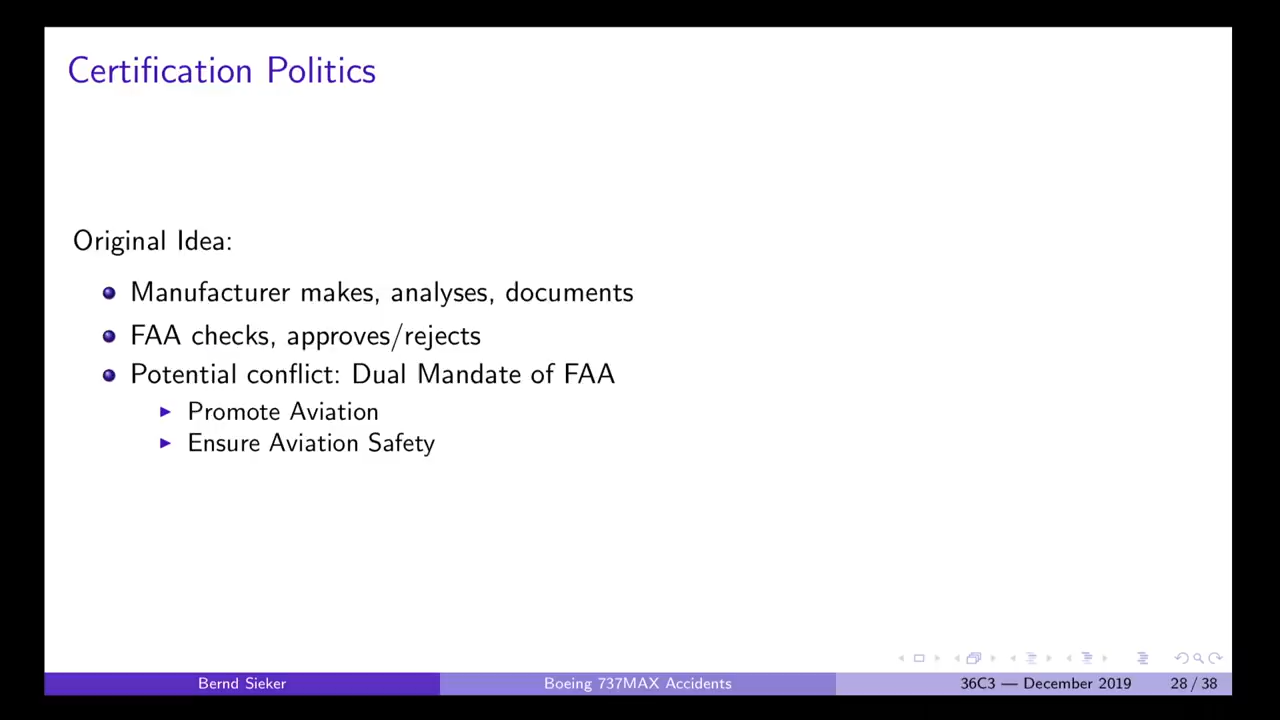 Certification Politics
Original Idea:
Manufacturer makes, analyses, documents
FAA checks, approves/rejects
Potential conflict: Dual Mandate of FAA
Promote Aviation
Ensure Aviation Safety
Bernd Sieker
Boeing 737MAX Accidents
36C3 — December 2019
28 / 38